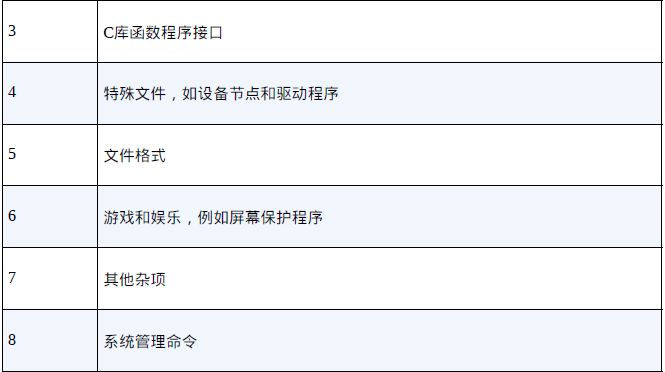 3 C库函数程序接口
4 特殊文件，如设备节点和驱动程序
5 文件格式
6 游戏和娱乐，例如屏幕保护程序
7 其他杂项
8 系统管理命令